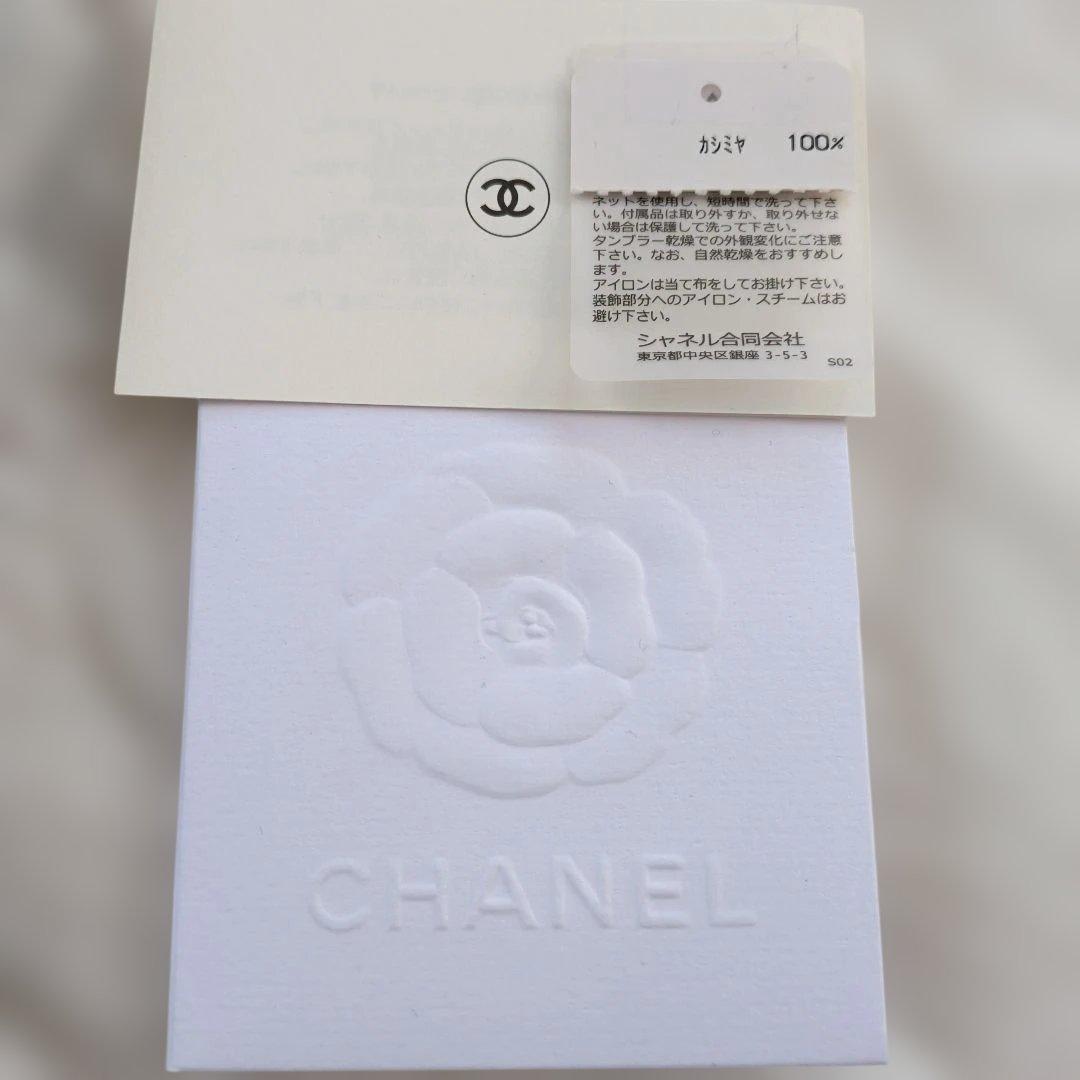 カシミヤ 100%
ネットを使用し、短時間で洗って下さ
い。付属品は取り外すか、取り外せな
い場合は保護して洗って下さい。
タンブラー乾燥での外観変化にご注意
下さい。なお、自然乾燥をおすすめし
ます。
アイロンは当て布をしてお掛け下さい。
装飾部分へのアイロン・スチームはお
避け下さい。
シャネル合同会社
東京都中央区銀座 3-5-3 S02
CHANEL